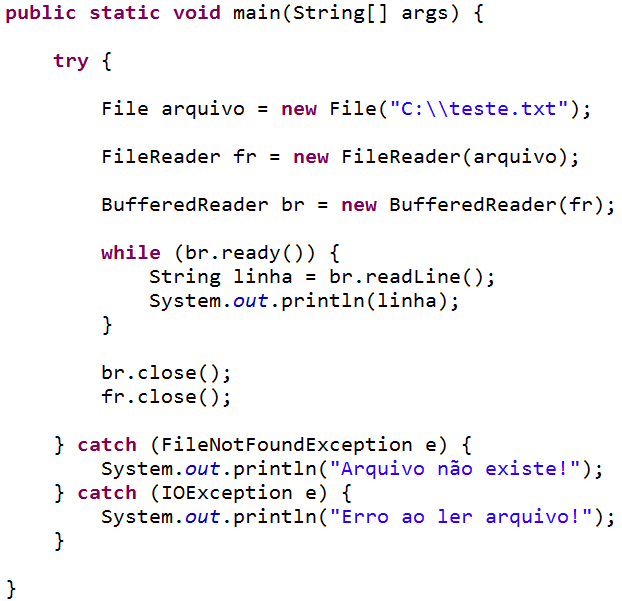 public static void main(String[] args) {
try {
File arquivo = new File("C:\\teste.txt");
FileReader fr = new FileReader(arquivo);
BufferedReader br = new BufferedReader(fr);
while (br.ready()) {
String linha = br.readLine();
System.out.println(linha);
}
br.close();
fr.close();
} catch (FileNotFoundException e) {
System.out.println("Arquivo não existe!");
} catch (IOException e) {
System.out.println("Erro ao ler arquivo!");
}
}